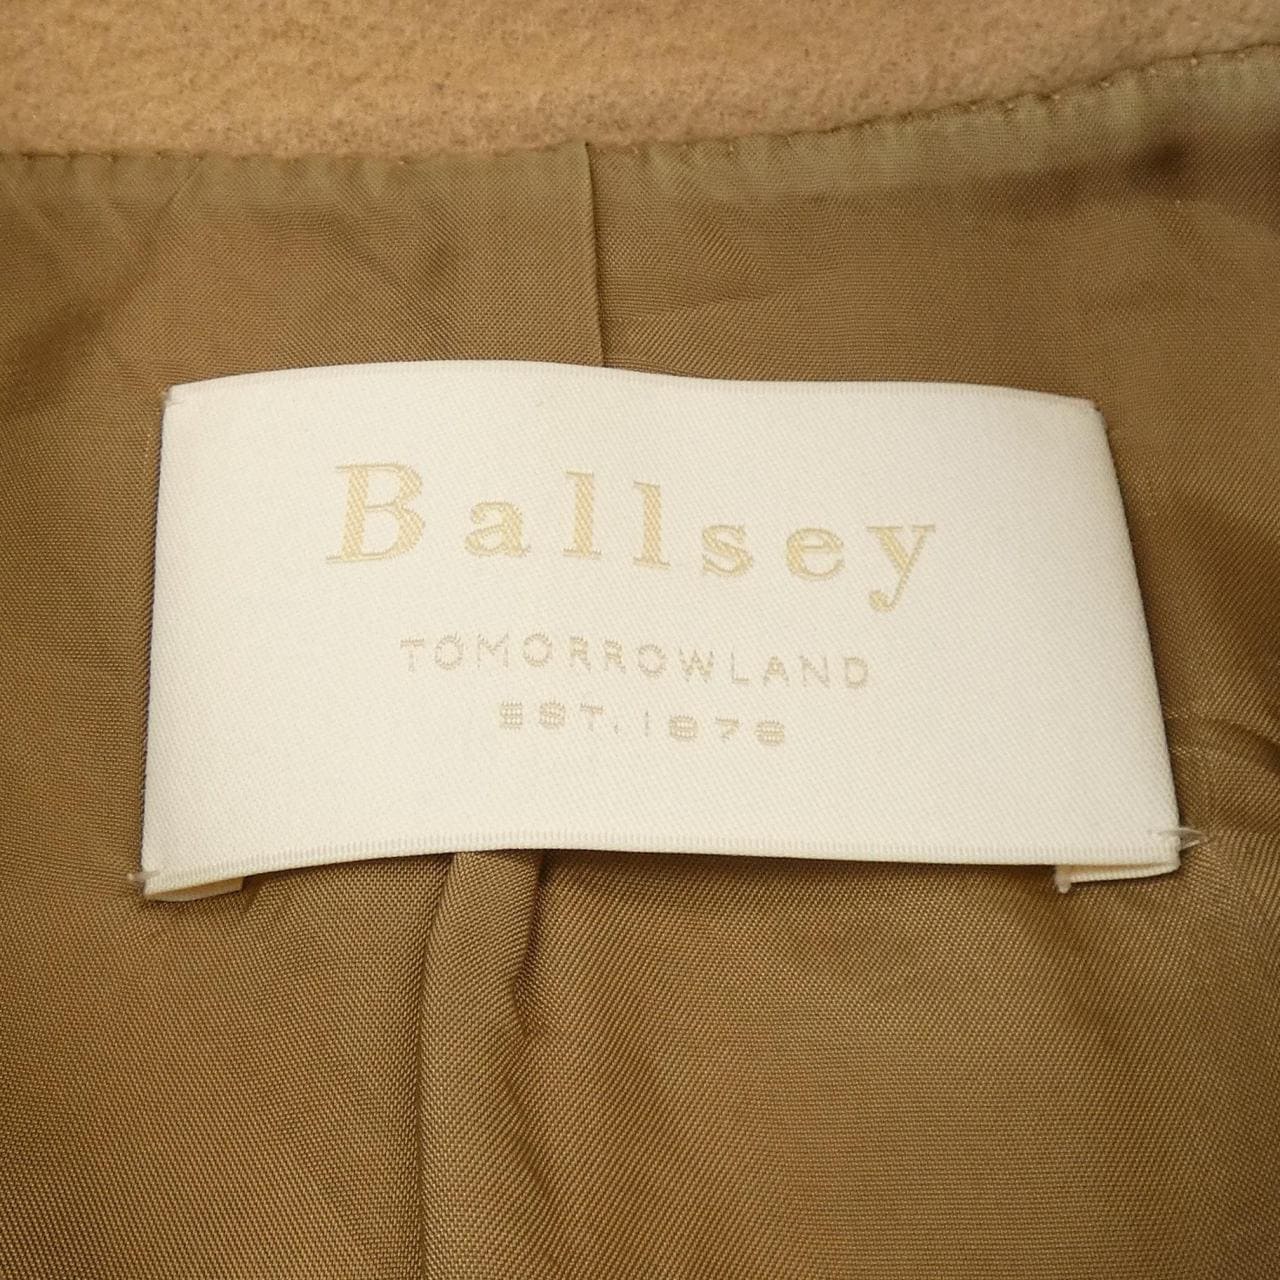 Ballsey
TOMORROWLAND
EST. 1978